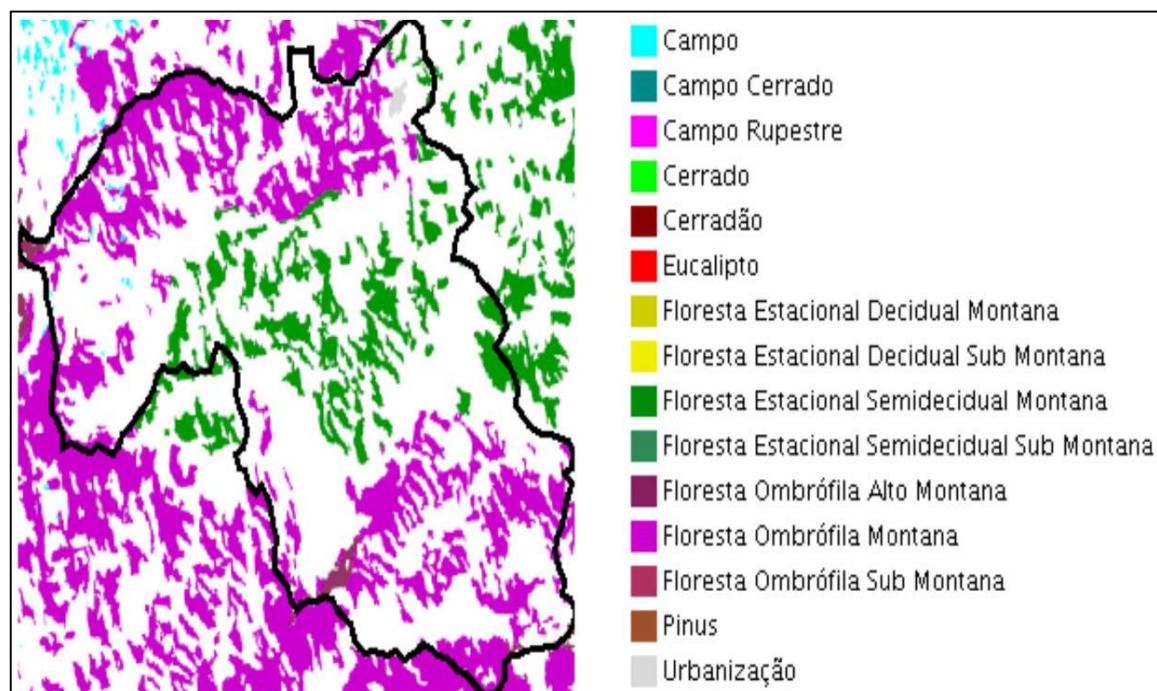 Campo
Campo Cerrado
Campo Rupestre
Cerrado
Cerradão
Eucalipto
Floresta Estacional Decidual Montana
Floresta Estacional Decidual Sub Montana
Floresta Estacional Semidecidual Montana
Floresta Estacional Semidecidual Sub Montana
Floresta Ombrófila Alto Montana
Floresta Ombrófila Montana
Floresta Ombrófila Sub Montana
Pinus
Urbanização